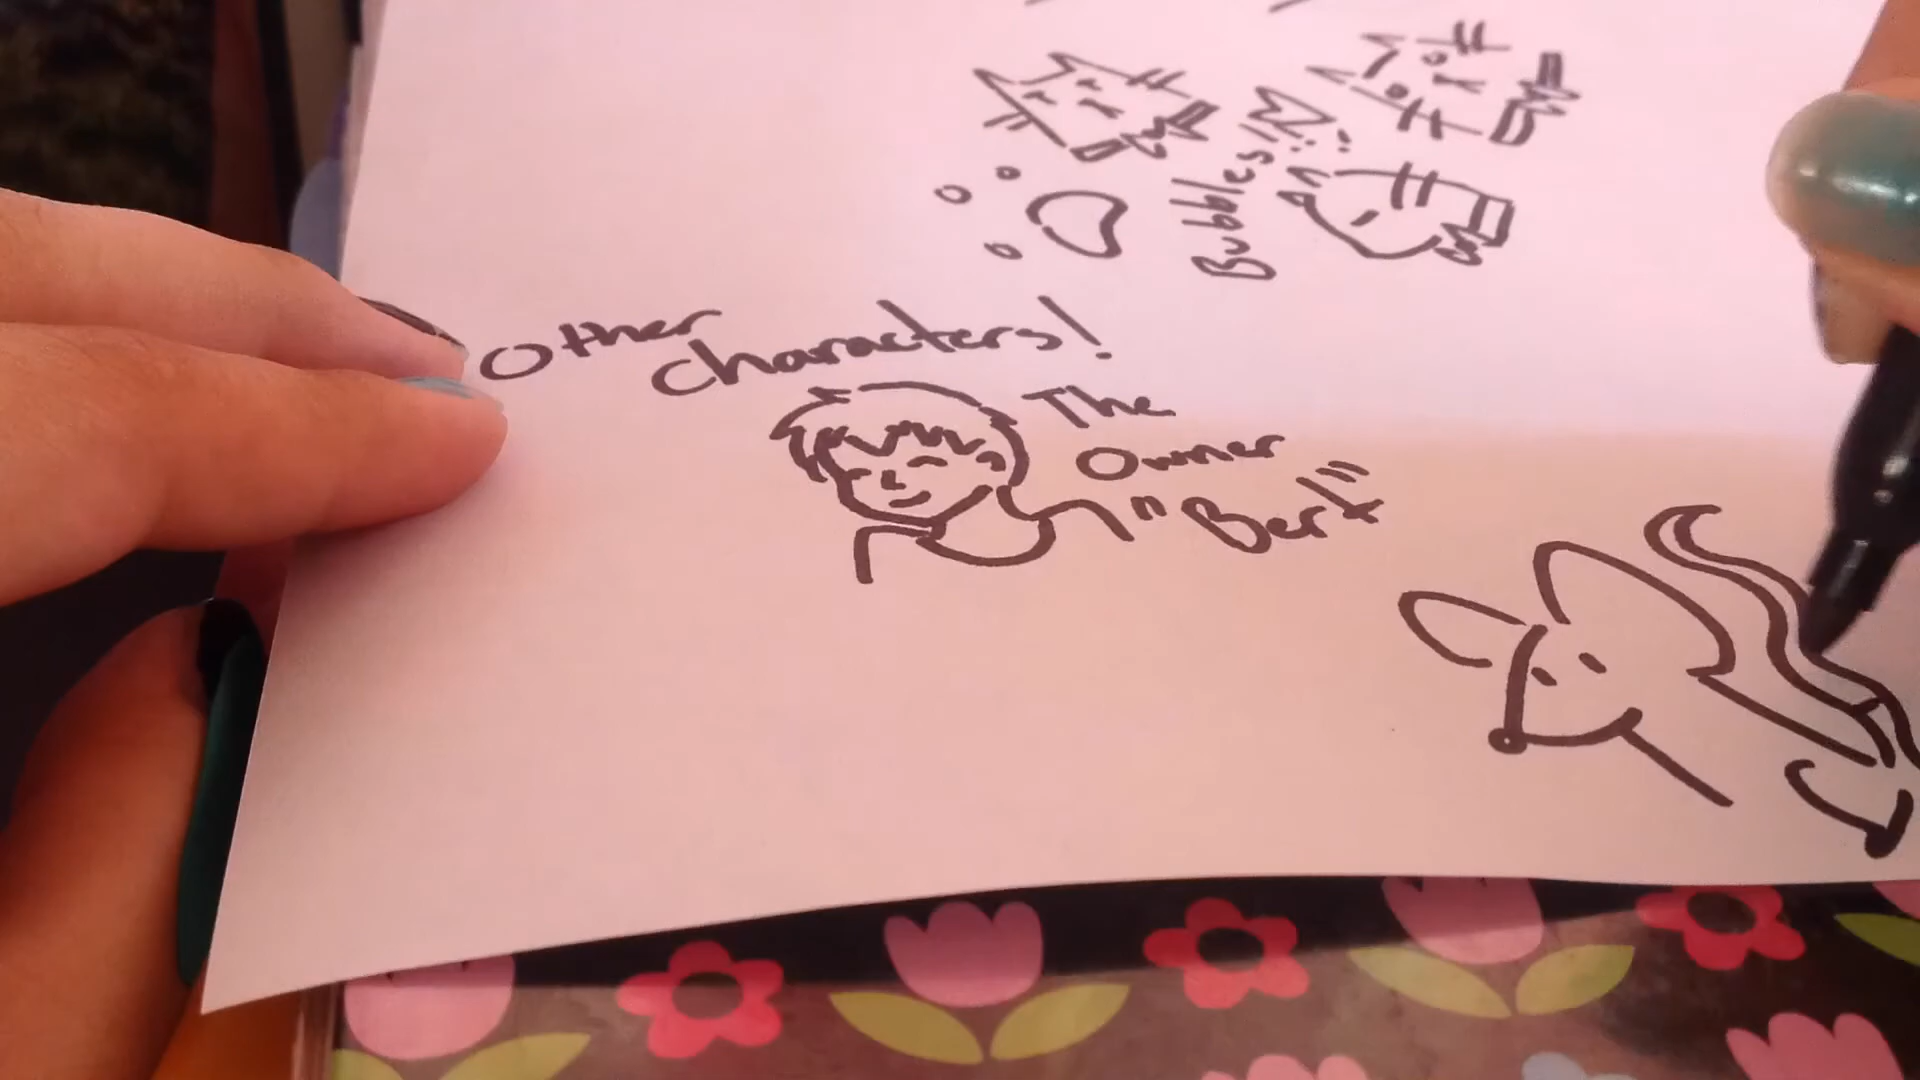 Bubbles!
Other
Characters!
The
Owner
"Bert"